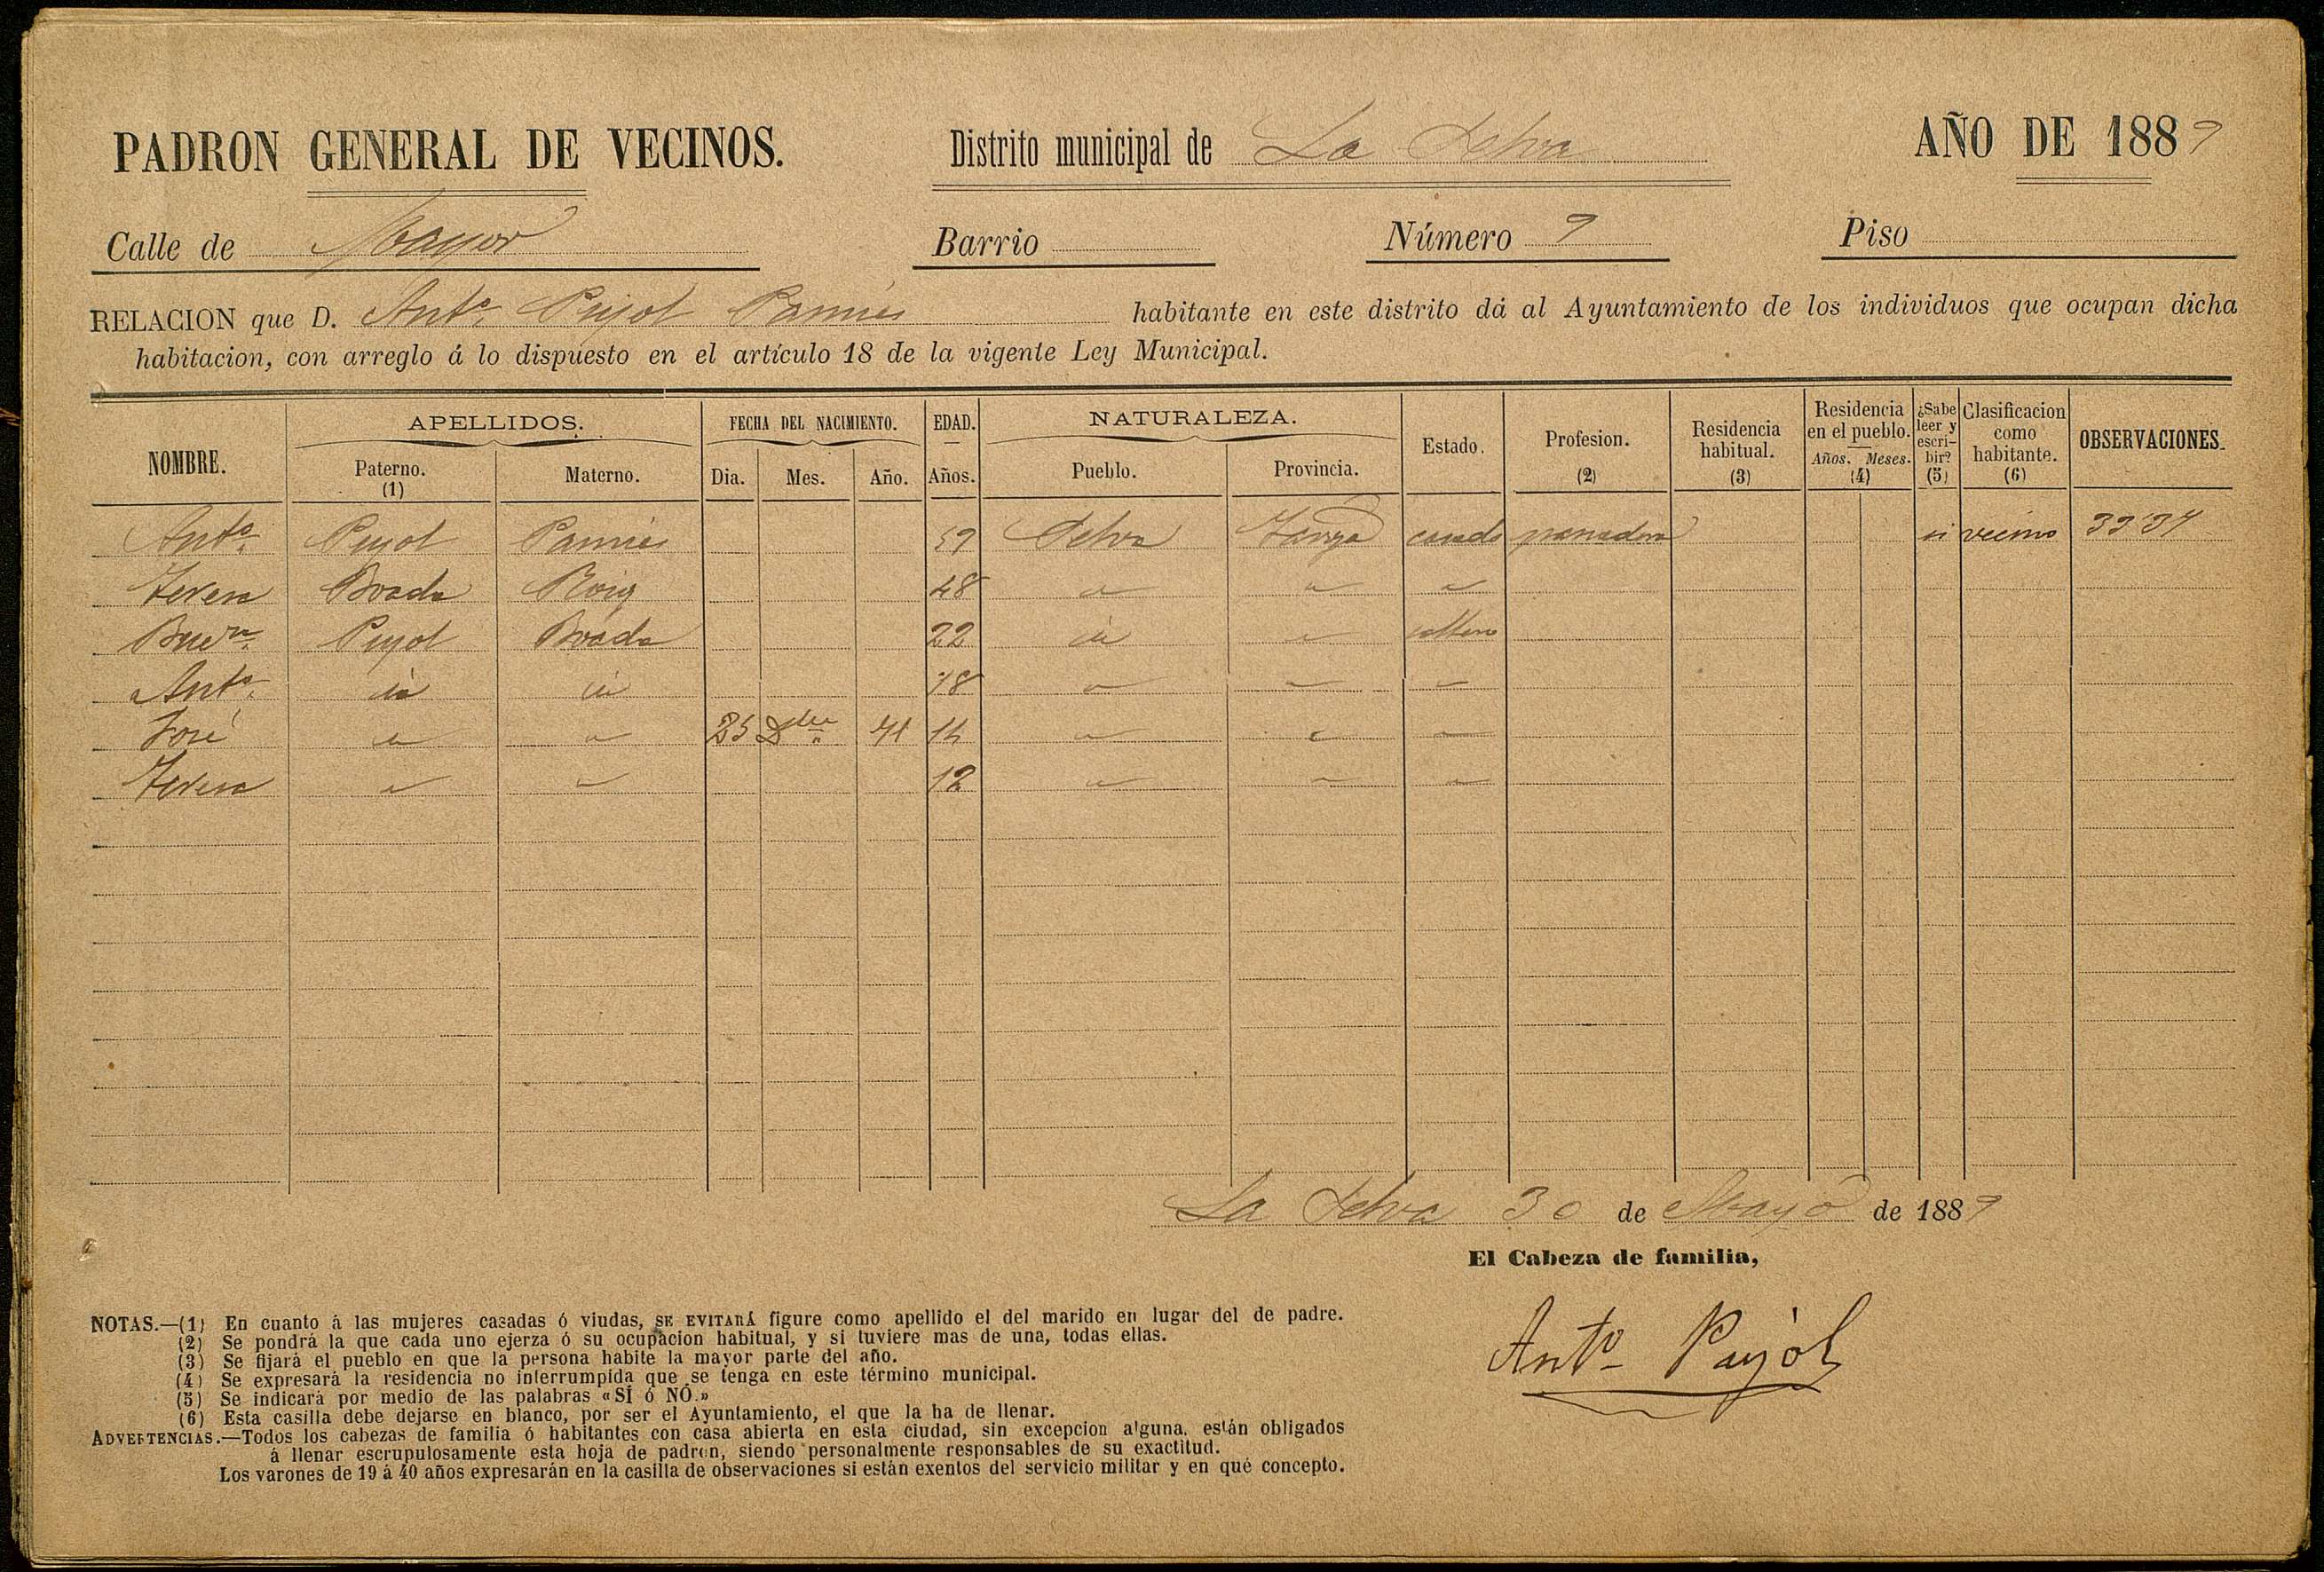 PADRON GENERAL DE VECINOS. Distrito municipal de La Selva AÑO DE 1889
Calle de Mayor Barrio Número 9 Piso
RELACION que D. Antº. Pujol Pamies habitante en este distrito dá al Ayuntamiento de los individuos que ocupan dicha
habitacion, con arreglo á lo dispuesto en el artículo 18 de la vigente Ley Municipal.
NOMBRE. APELLIDOS. Paterno. (1) Materno. FECHA DEL NACIMIENTO. Dia. Mes. Año. EDAD. Años. NATURALEZA. Pueblo. Provincia. Estado. Profesion. (2) Residencia habitual. (3) Residencia en el pueblo. Años. Meses. (4) ¿Sabe leer y escribir? (5) Clasificacion como habitante. (6) OBSERVACIONES.
Antº. Pujol Pamies 59 Selva casado panadero si vecino 33'37
Teresa Boada Roig 48 " " "
Pujol Boada 22 id " soltero
Antº. id id 18 " " "
José " " 25 41 14 " " "
Teresa " " 12 " " "
La Selva 30 de Mayo de 1889
El Cabeza de familia,
Antº Pujol
NOTAS.—(1) En cuanto á las mujeres casadas ó viudas, SE EVITARÁ figure como apellido el del marido en lugar del de padre.
(2) Se pondrá la que cada uno ejerza ó su ocupacion habitual, y si tuviere mas de una, todas ellas.
(3) Se fijará el pueblo en que la persona habite la mayor parte del año.
(4) Se expresará la residencia no interrumpida que se tenga en este término municipal.
(5) Se indicará por medio de las palabras «SÍ ó NÓ.»
(6) Esta casilla debe dejarse en blanco, por ser el Ayuntamiento, el que la ha de llenar.
ADVERTENCIAS.—Todos los cabezas de familia ó habitantes con casa abierta en esta ciudad, sin excepcion alguna, están obligados
á llenar escrupulosamente esta hoja de padron, siendo personalmente responsables de su exactitud.
Los varones de 19 á 40 años expresarán en la casilla de observaciones si están exentos del servicio militar y en qué concepto.